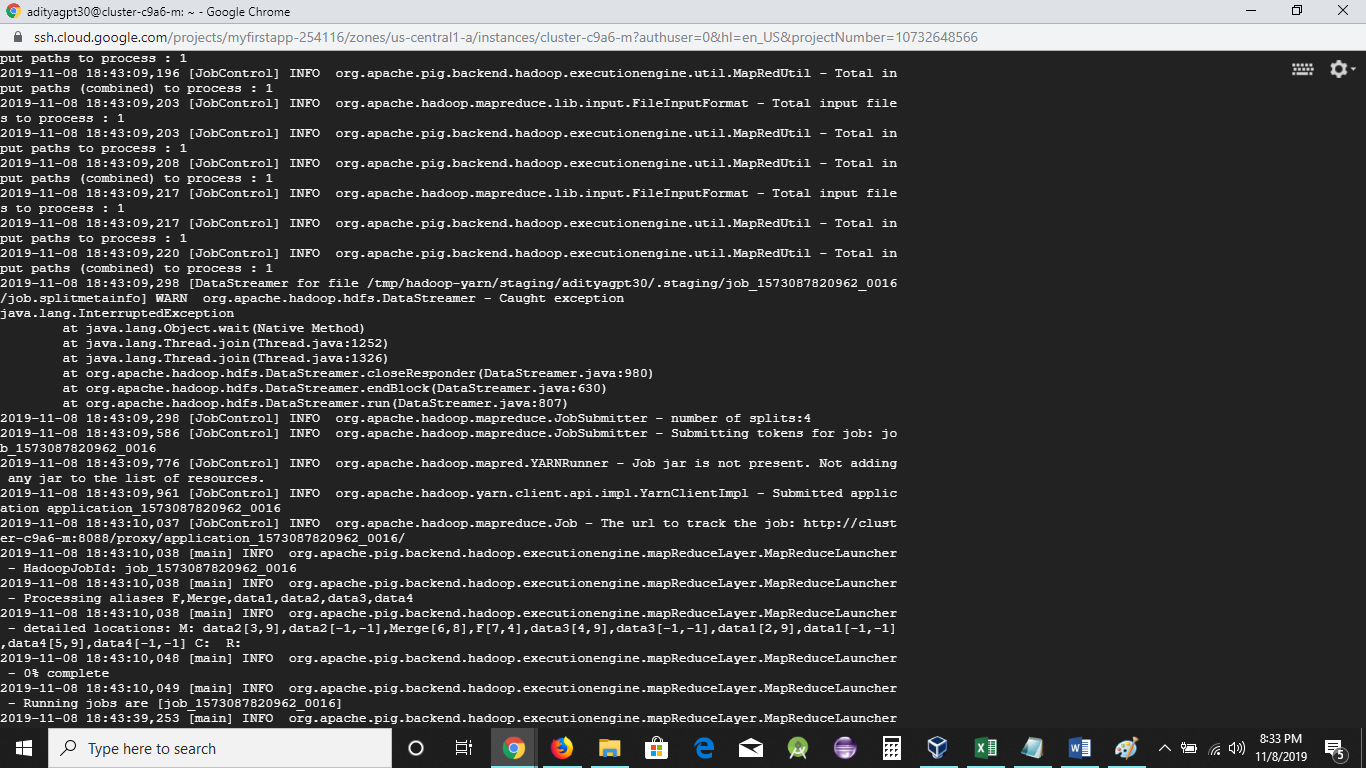 adityagpt30@cluster-c9a6-m: ~ - Google Chrome
ssh.cloud.google.com/projects/myfirstapp-254116/zones/us-central1-a/instances/cluster-c9a6-m?authuser=0&hl=en_US&projectNumber=10732648566
put paths to process : 1
2019-11-08 18:43:09,196 [JobControl] INFO  org.apache.pig.backend.hadoop.executionengine.util.MapRedUtil - Total in
put paths (combined) to process : 1
2019-11-08 18:43:09,203 [JobControl] INFO  org.apache.hadoop.mapreduce.lib.input.FileInputFormat - Total input file
s to process : 1
2019-11-08 18:43:09,203 [JobControl] INFO  org.apache.pig.backend.hadoop.executionengine.util.MapRedUtil - Total in
put paths to process : 1
2019-11-08 18:43:09,208 [JobControl] INFO  org.apache.pig.backend.hadoop.executionengine.util.MapRedUtil - Total in
put paths (combined) to process : 1
2019-11-08 18:43:09,217 [JobControl] INFO  org.apache.hadoop.mapreduce.lib.input.FileInputFormat - Total input file
s to process : 1
2019-11-08 18:43:09,217 [JobControl] INFO  org.apache.pig.backend.hadoop.executionengine.util.MapRedUtil - Total in
put paths to process : 1
2019-11-08 18:43:09,220 [JobControl] INFO  org.apache.pig.backend.hadoop.executionengine.util.MapRedUtil - Total in
put paths (combined) to process : 1
2019-11-08 18:43:09,298 [DataStreamer for file /tmp/hadoop-yarn/staging/adityagpt30/.staging/job_1573087820962_0016
/job.splitmetainfo] WARN  org.apache.hadoop.hdfs.DataStreamer - Caught exception
java.lang.InterruptedException
        at java.lang.Object.wait(Native Method)
        at java.lang.Thread.join(Thread.java:1252)
        at java.lang.Thread.join(Thread.java:1326)
        at org.apache.hadoop.hdfs.DataStreamer.closeResponder(DataStreamer.java:980)
        at org.apache.hadoop.hdfs.DataStreamer.endBlock(DataStreamer.java:630)
        at org.apache.hadoop.hdfs.DataStreamer.run(DataStreamer.java:807)
2019-11-08 18:43:09,298 [JobControl] INFO  org.apache.hadoop.mapreduce.JobSubmitter - number of splits:4
2019-11-08 18:43:09,586 [JobControl] INFO  org.apache.hadoop.mapreduce.JobSubmitter - Submitting tokens for job: jo
b_1573087820962_0016
2019-11-08 18:43:09,776 [JobControl] INFO  org.apache.hadoop.mapred.YARNRunner - Job jar is not present. Not adding
 any jar to the list of resources.
2019-11-08 18:43:09,961 [JobControl] INFO  org.apache.hadoop.yarn.client.api.impl.YarnClientImpl - Submitted applic
ation application_1573087820962_0016
2019-11-08 18:43:10,037 [JobControl] INFO  org.apache.hadoop.mapreduce.Job - The url to track the job: http://clust
er-c9a6-m:8088/proxy/application_1573087820962_0016/
2019-11-08 18:43:10,038 [main] INFO  org.apache.pig.backend.hadoop.executionengine.mapReduceLayer.MapReduceLauncher
 - HadoopJobId: job_1573087820962_0016
2019-11-08 18:43:10,038 [main] INFO  org.apache.pig.backend.hadoop.executionengine.mapReduceLayer.MapReduceLauncher
 - Processing aliases F,Merge,data1,data2,data3,data4
2019-11-08 18:43:10,038 [main] INFO  org.apache.pig.backend.hadoop.executionengine.mapReduceLayer.MapReduceLauncher
 - detailed locations: M: data2[3,9],data2[-1,-1],Merge[6,8],F[7,4],data3[4,9],data3[-1,-1],data1[2,9],data1[-1,-1]
,data4[5,9],data4[-1,-1] C:  R:
2019-11-08 18:43:10,048 [main] INFO  org.apache.pig.backend.hadoop.executionengine.mapReduceLayer.MapReduceLauncher
 - 0% complete
2019-11-08 18:43:10,049 [main] INFO  org.apache.pig.backend.hadoop.executionengine.mapReduceLayer.MapReduceLauncher
 - Running jobs are [job_1573087820962_0016]
2019-11-08 18:43:39,253 [main] INFO  org.apache.pig.backend.hadoop.executionengine.mapReduceLayer.MapReduceLauncher
Type here to search
8:33 PM
11/8/2019
5